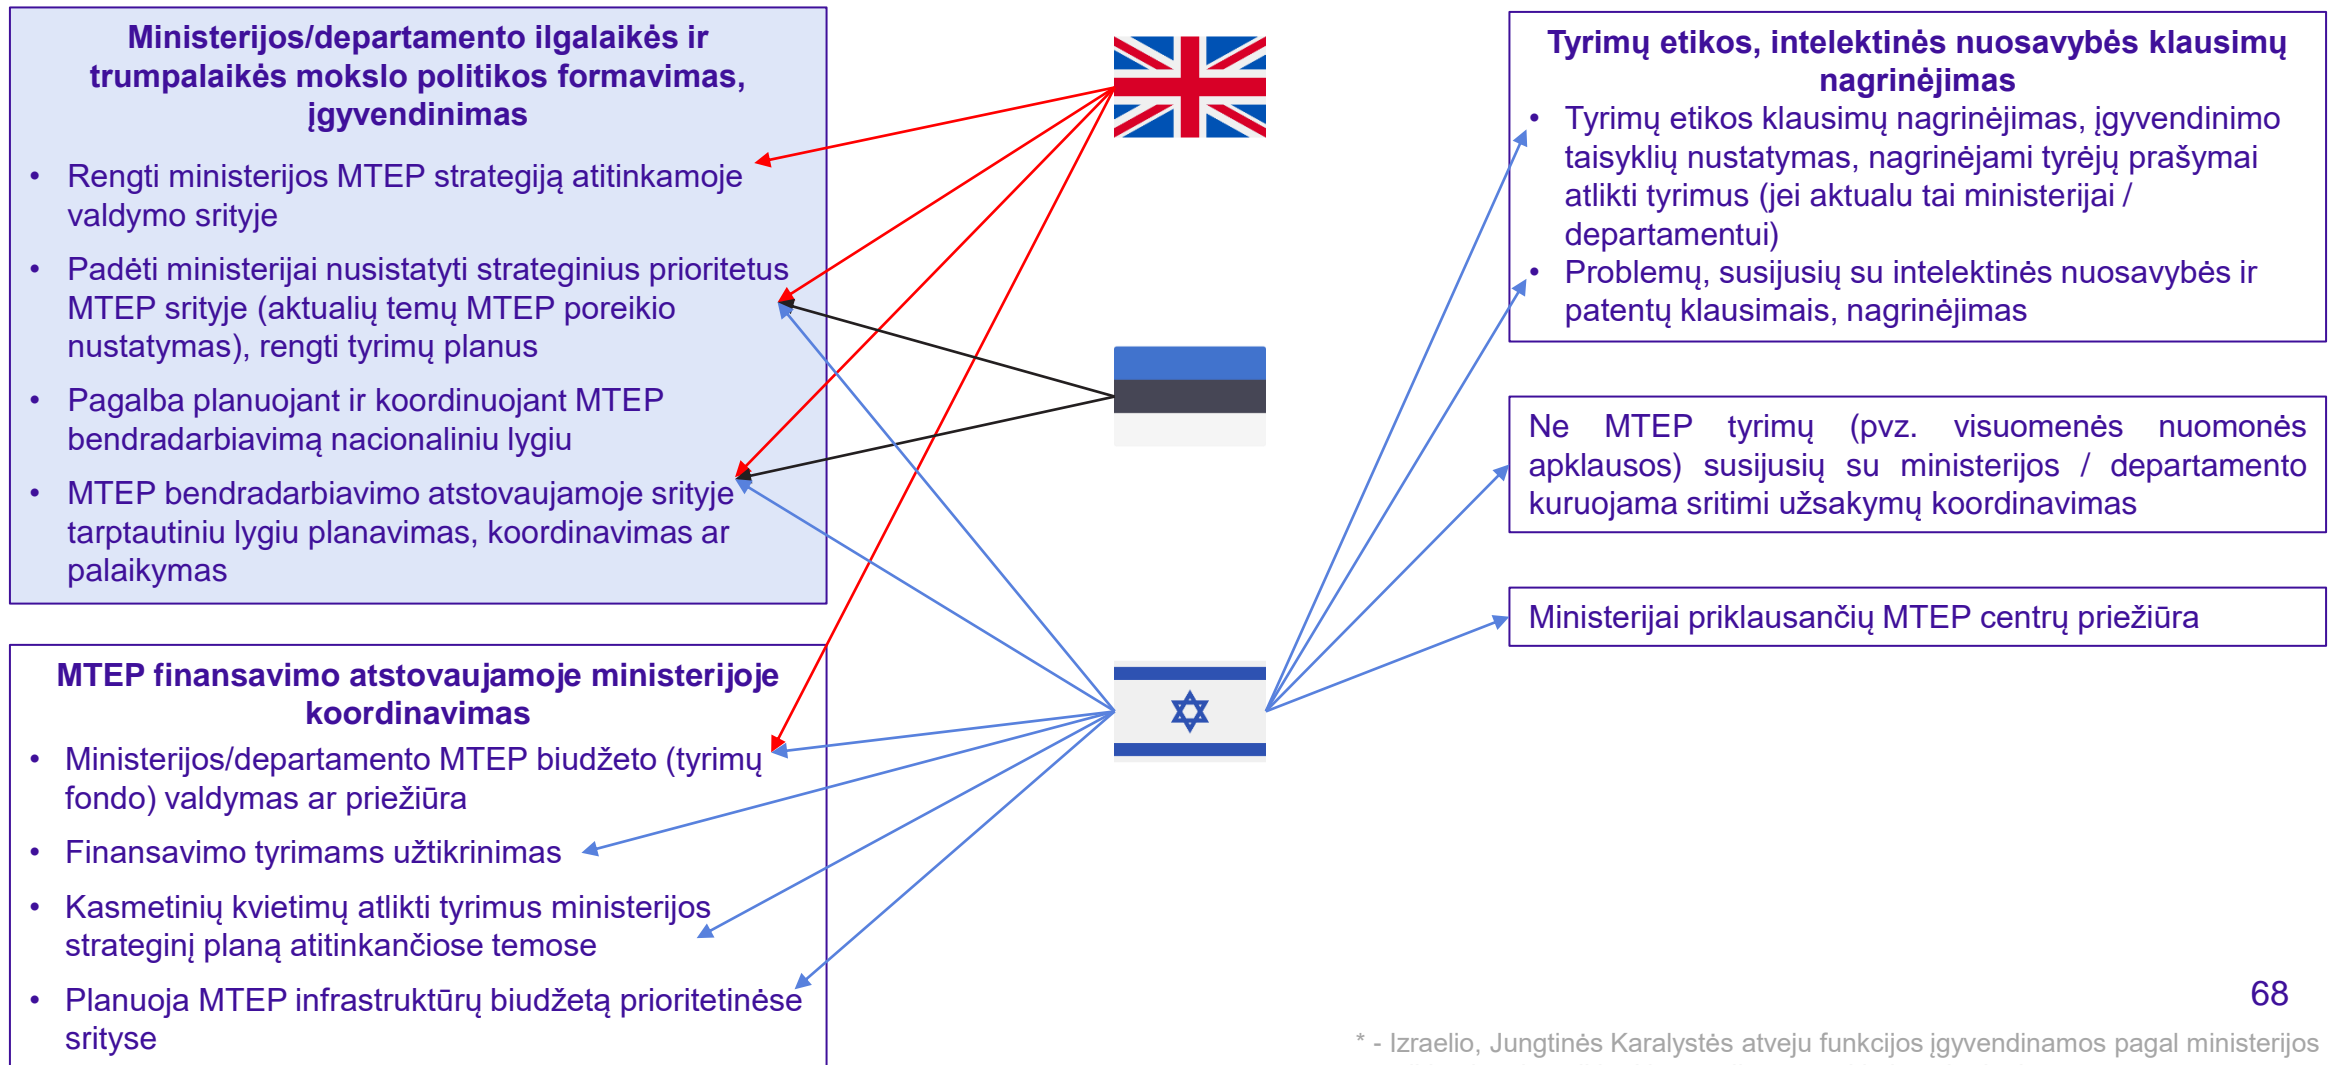 Ministerijos/departamento ilgalaikės ir
trumpalaikės mokslo politikos formavimas,
įgyvendinimas
• Rengti ministerijos MTEP strategiją atitinkamoje
valdymo srityje
• Padėti ministerijai nusistatyti strateginius prioritetus
MTEP srityje (aktualių temų MTEP poreikio
nustatymas), rengti tyrimų planus
• Pagalba planuojant ir koordinuojant MTEP
bendradarbiavimą nacionaliniu lygiu
• MTEP bendradarbiavimo atstovaujamoje srityje
tarptautiniu lygiu planavimas, koordinavimas ar
palaikymas
MTEP finansavimo atstovaujamoje ministerijoje
koordinavimas
• Ministerijos/departamento MTEP biudžeto (tyrimų
fondo) valdymas ar priežiūra
• Finansavimo tyrimams užtikrinimas
• Kasmetinių kvietimų atlikti tyrimus ministerijos
strateginį planą atitinkančiose temose
• Planuoja MTEP infrastruktūrų biudžetą prioritetinėse
srityse
Tyrimų etikos, intelektinės nuosavybės klausimų
nagrinėjimas
• Tyrimų etikos klausimų nagrinėjimas, įgyvendinimo
taisyklių nustatymas, nagrinėjami tyrėjų prašymai
atlikti tyrimus (jei aktualu tai ministerijai /
departamentui)
• Problemų, susijusių su intelektinės nuosavybės ir
patentų klausimais, nagrinėjimas
Ne MTEP tyrimų (pvz. visuomenės nuomonės
apklausos) susijusių su ministerijos / departamento
kuruojama sritimi užsakymų koordinavimas
Ministerijai priklausančių MTEP centrų priežiūra
68
* - Izraelio, Jungtinės Karalystės atveju funkcijos įgyvendinamos pagal ministerijos